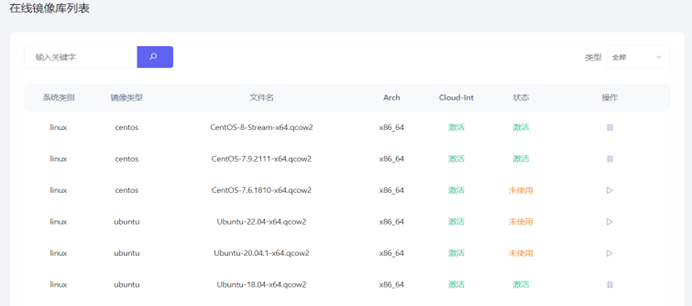 在线镜像库列表
输入关键字 类型 全部
系统类别 镜像类型 文件名 Arch Cloud-Int 状态 操作
linux centos CentOS-8-Stream-x64.qcow2 x86_64 激活 激活
linux centos CentOS-7.9.2111-x64.qcow2 x86_64 激活 激活
linux centos CentOS-7.6.1810-x64.qcow2 x86_64 激活 未使用
linux ubuntu Ubuntu-22.04-x64.qcow2 x86_64 激活 未使用
linux ubuntu Ubuntu-20.04.1-x64.qcow2 x86_64 激活 未使用
linux ubuntu Ubuntu-18.04-x64.qcow2 x86_64 激活 激活